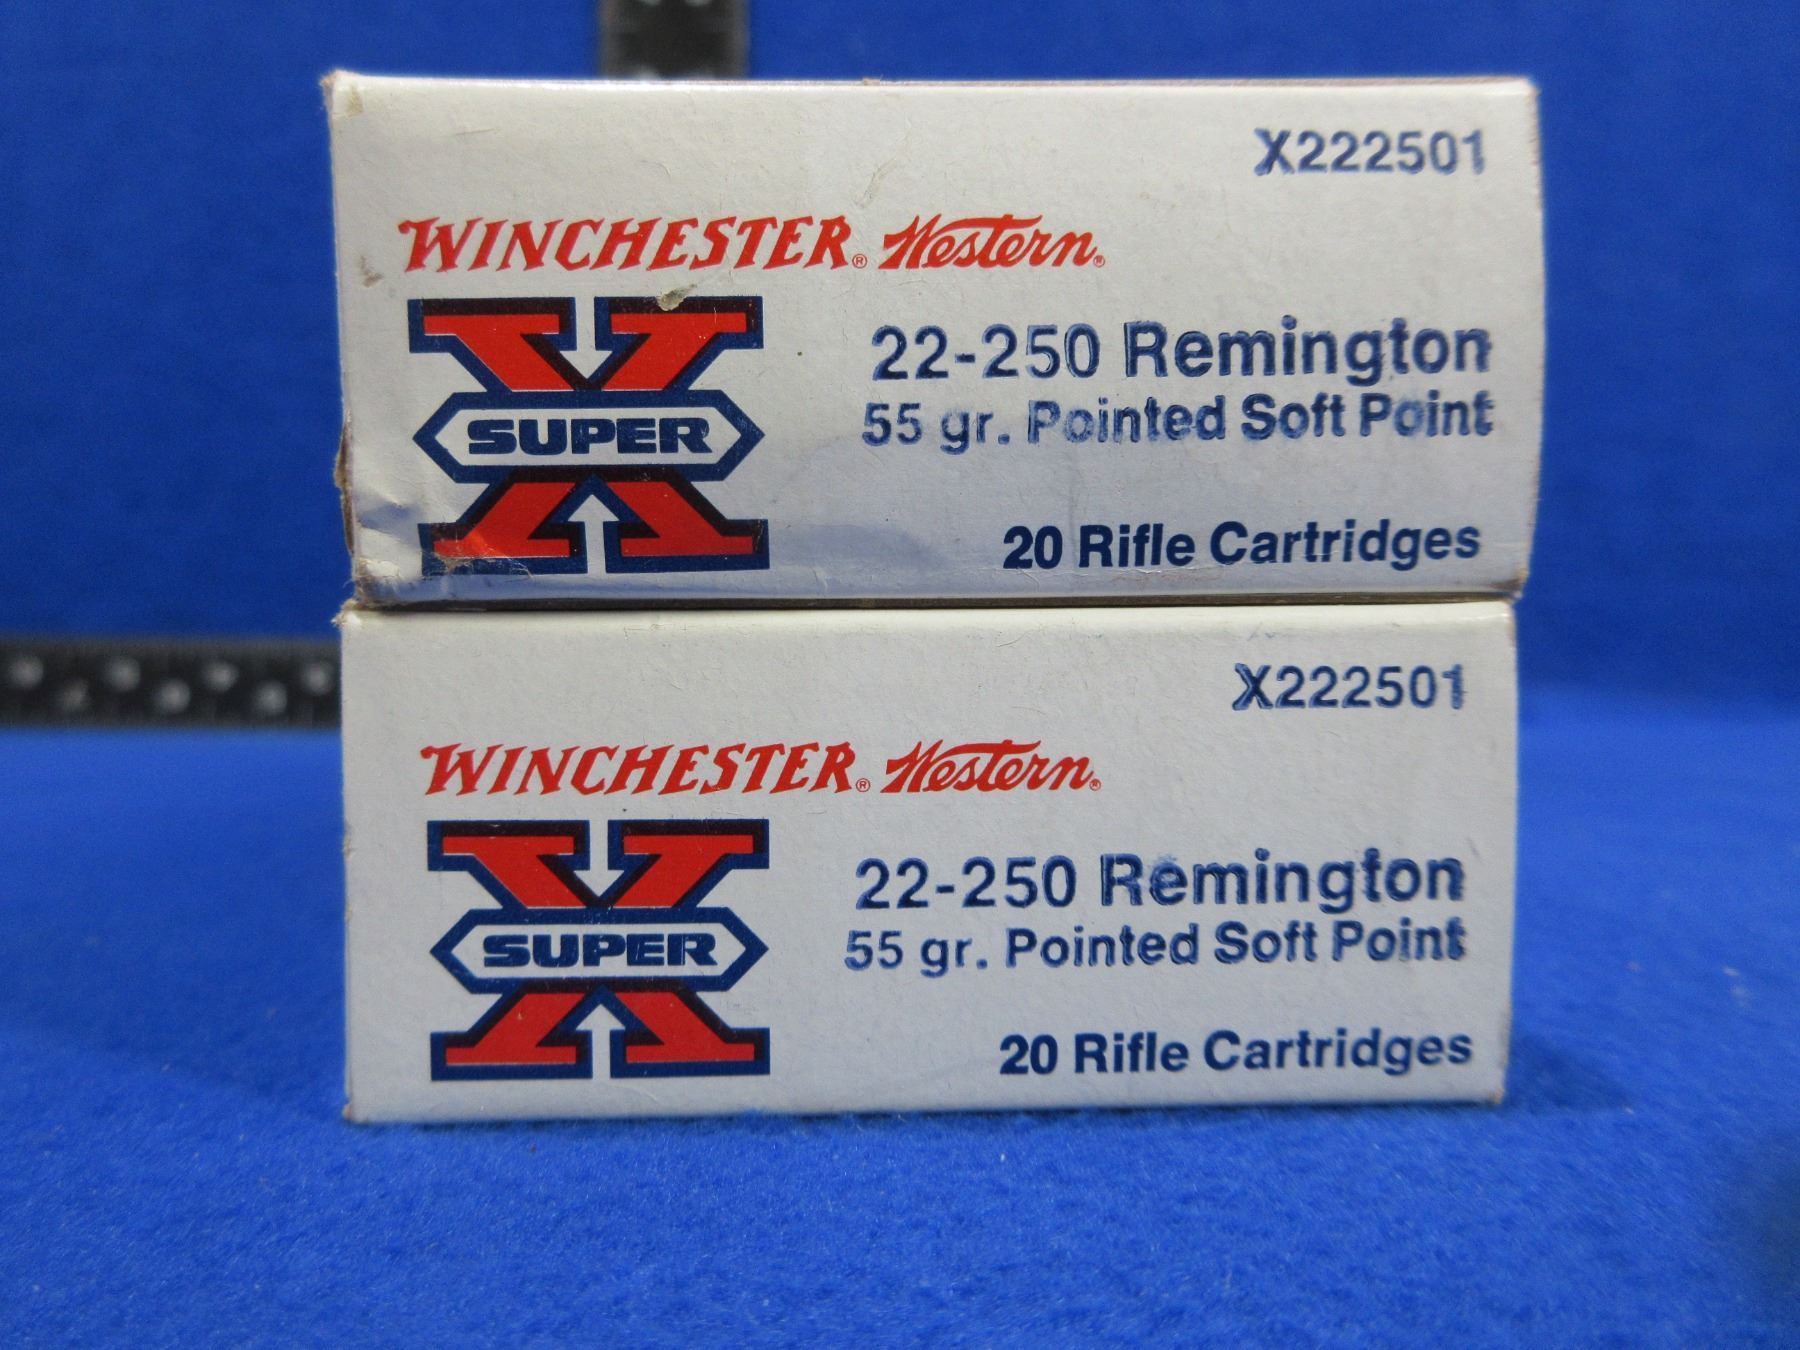 X222501
WINCHESTER® Western®
SUPER X
22-250 Remington
55 gr. Pointed Soft Point
20 Rifle Cartridges
X222501
WINCHESTER® Western®
SUPER X
22-250 Remington
55 gr. Pointed Soft Point
20 Rifle Cartridges